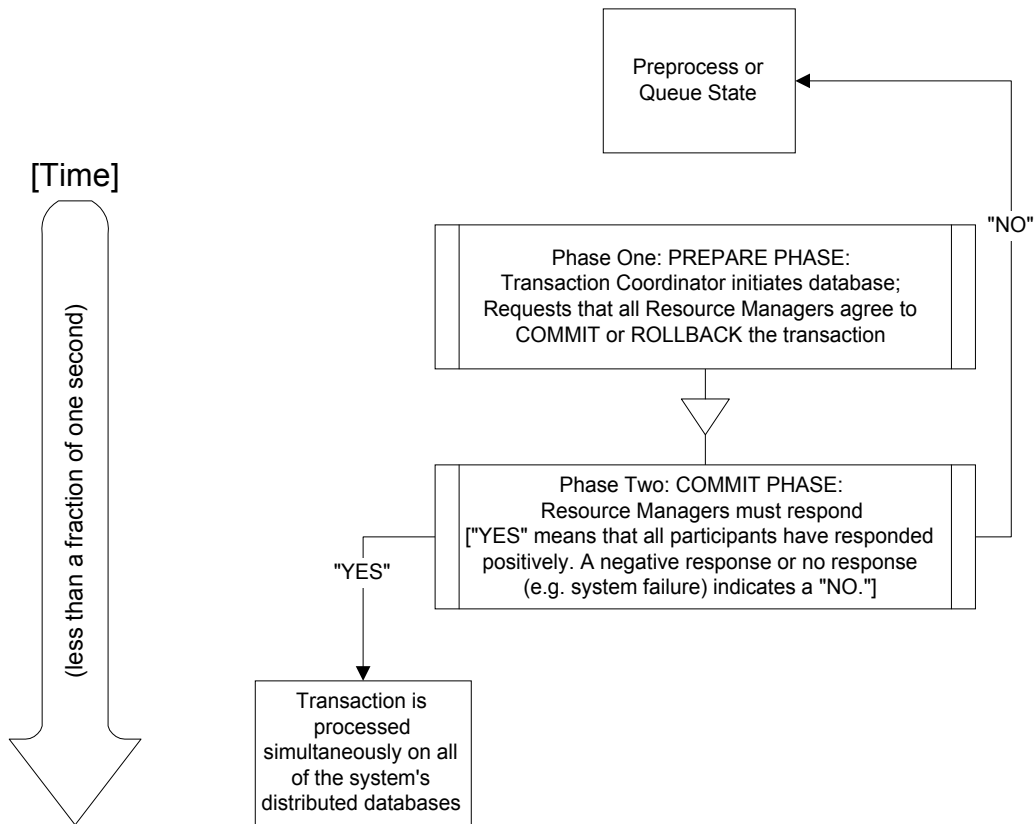 Preprocess or
Queue State
[Time]
"NO"
Phase One: PREPARE PHASE:
Transaction Coordinator initiates database;
Requests that all Resource Managers agree to
COMMIT or ROLLBACK the transaction
(less than a fraction of one second)
Phase Two: COMMIT PHASE:
Resource Managers must respond
["YES" means that all participants have responded
positively. A negative response or no response
(e.g. system failure) indicates a "NO."]
"YES"
Transaction is
processed
simultaneously on all
of the system's
distributed databases